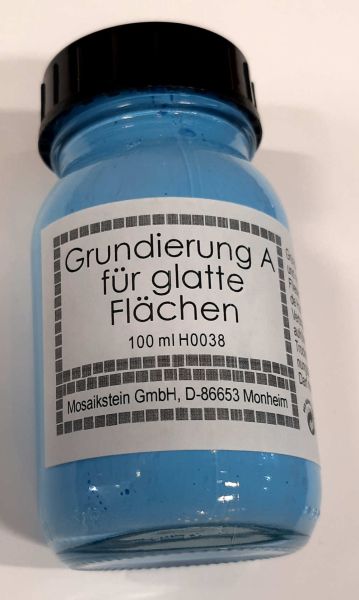 Grundierung A
für glatte
Flächen
100 ml H0038
Mosaikstein GmbH, D-86653 Monheim